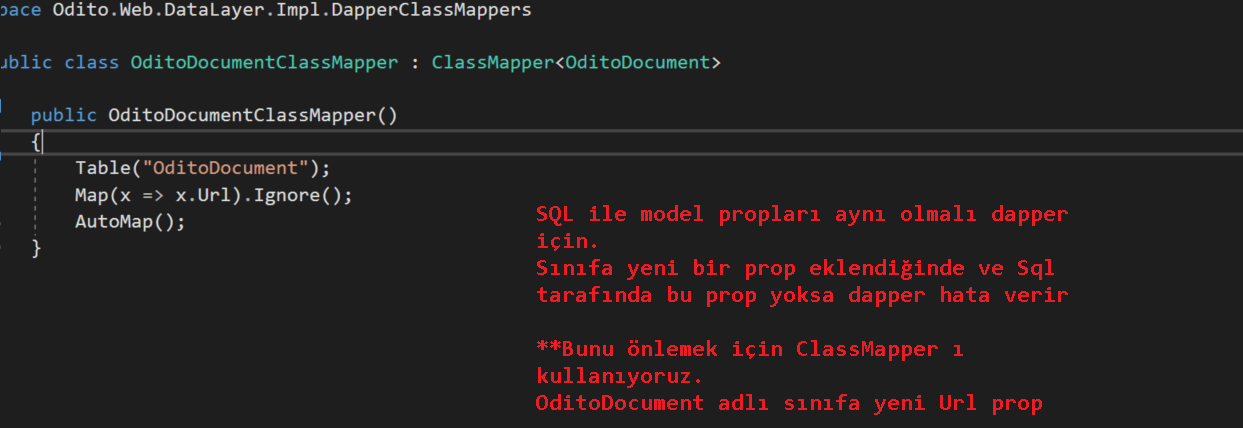 pace Odito.Web.DataLayer.Impl.DapperClassMappers
ublic class OditoDocumentClassMapper : ClassMapper<OditoDocument>
public OditoDocumentClassMapper()
{
Table("OditoDocument");
Map(x => x.Url).Ignore();
AutoMap();
}
SQL ile model propları aynı olmalı dapper
için.
Sınıfa yeni bir prop eklendiğinde ve Sql
tarafında bu prop yoksa dapper hata verir
**Bunu önlemek için ClassMapper ı
kullanıyoruz.
OditoDocument adlı sınıfa yeni Url prop